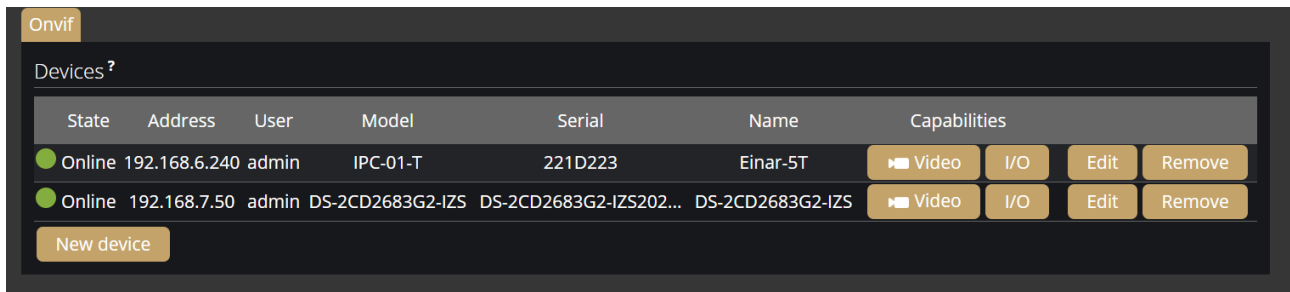 Onvif
Devices ?
State Address User Model Serial Name Capabilities
Online 192.168.6.240 admin IPC-01-T 221D223 Einar-5T Video I/O Edit Remove
Online 192.168.7.50 admin DS-2CD2683G2-IZS DS-2CD2683G2-IZS202... DS-2CD2683G2-IZS Video I/O Edit Remove
New device